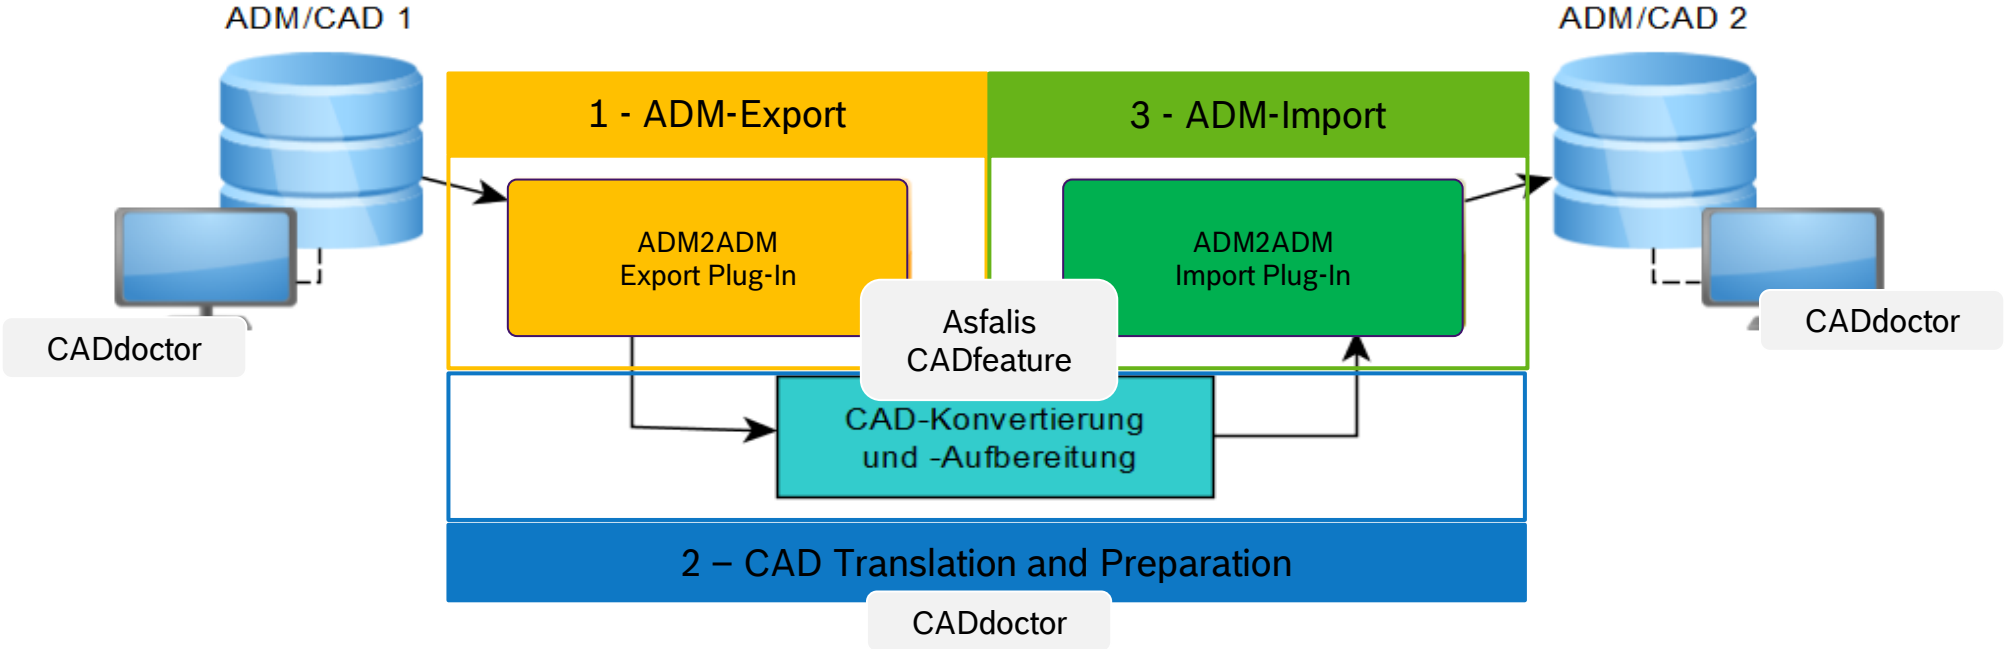 ADM/CAD 1
ADM/CAD 2
1 - ADM-Export
3 - ADM-Import
ADM2ADM
Export Plug-In
ADM2ADM
Import Plug-In
Asfalis
CADfeature
CADdoctor
CADdoctor
CAD-Konvertierung
und -Aufbereitung
2 – CAD Translation and Preparation
CADdoctor